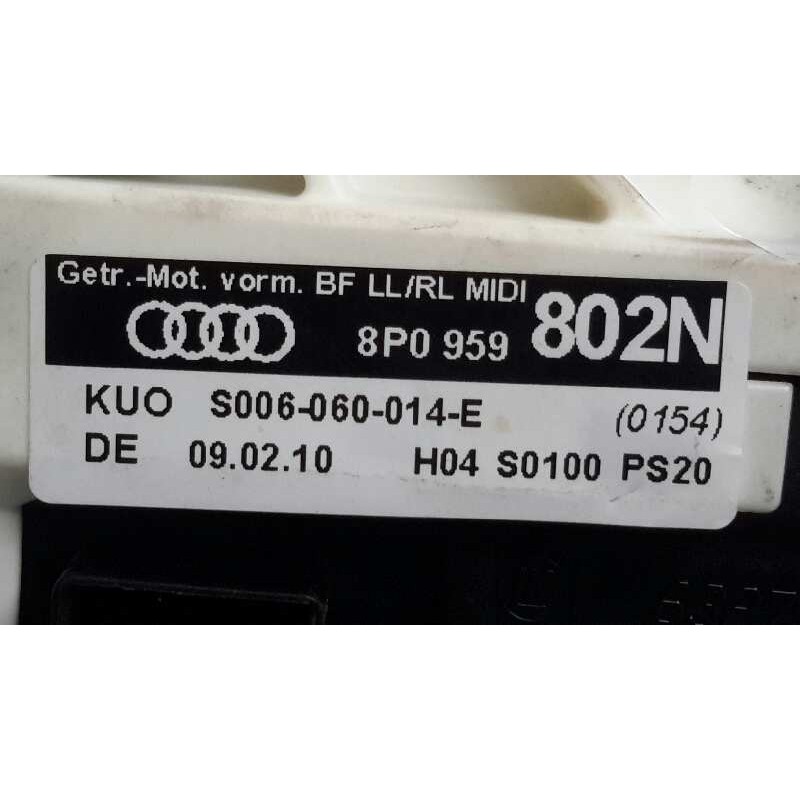 Getr.-Mot. vorm. BF LL/RL MIDI
8P0 959 802N
KUO S006-060-014-E (0154)
DE 09.02.10 H04 S0100 PS20